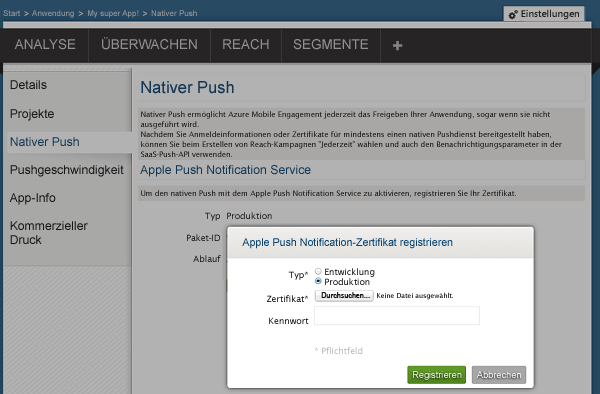 Start > Anwendung > My super App! > Nativer Push
Einstellungen
ANALYSE ÜBERWACHEN REACH SEGMENTE +
Details
Projekte
Nativer Push
Pushgeschwindigkeit
App-Info
Kommerzieller
Druck
Nativer Push
Nativer Push ermöglicht Azure Mobile Engagement jederzeit das Freigeben Ihrer Anwendung, sogar wenn sie nicht
ausgeführt wird.
Nachdem Sie Anmeldeinformationen oder Zertifikate für mindestens einen nativen Pushdienst bereitgestellt haben,
können Sie beim Erstellen von Reach-Kampagnen "Jederzeit" wählen und auch den Benachrichtigungsparameter in der
SaaS-Push-API verwenden.
Apple Push Notification Service
Um den nativen Push mit dem Apple Push Notification Service zu aktivieren, registrieren Sie Ihr Zertifikat.
Typ Produktion
Paket-ID
Ablauf
Apple Push Notification-Zertifikat registrieren
Typ* Entwicklung
Produktion
Zertifikat* Durchsuchen... Keine Datei ausgewählt.
Kennwort
* Pflichtfeld
Registrieren Abbrechen